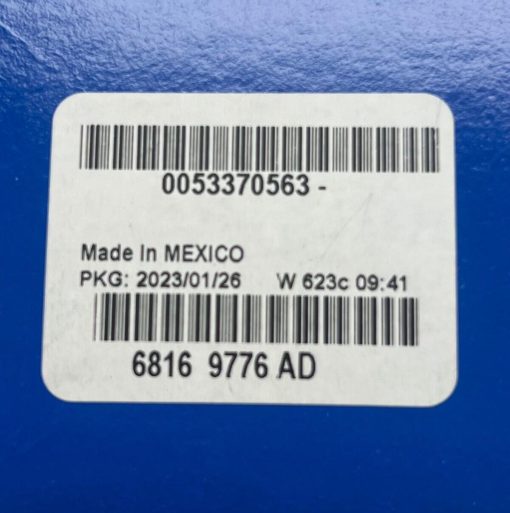 0053370563 -
Made In MEXICO
PKG: 2023/01/26 W 623c 09:41
6816 9776 AD